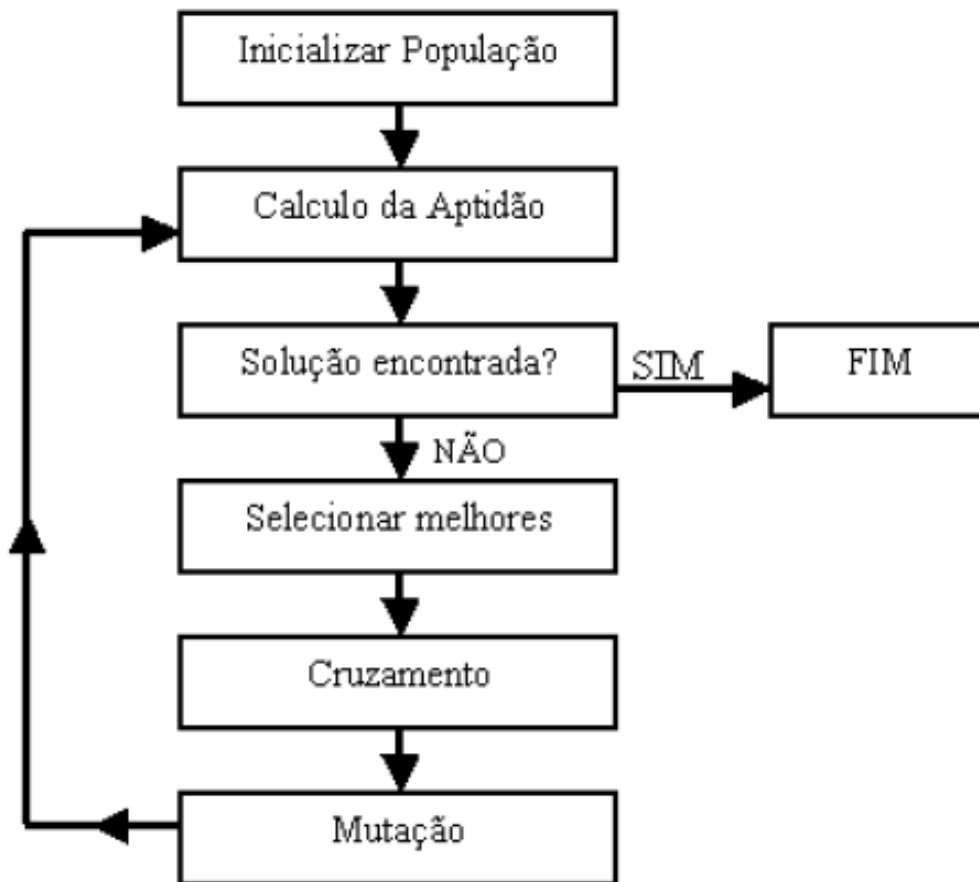 Inicializar População
Calculo da Aptidão
Solução encontrada?
SIM
FIM
NÃO
Selecionar melhores
Cruzamento
Mutação